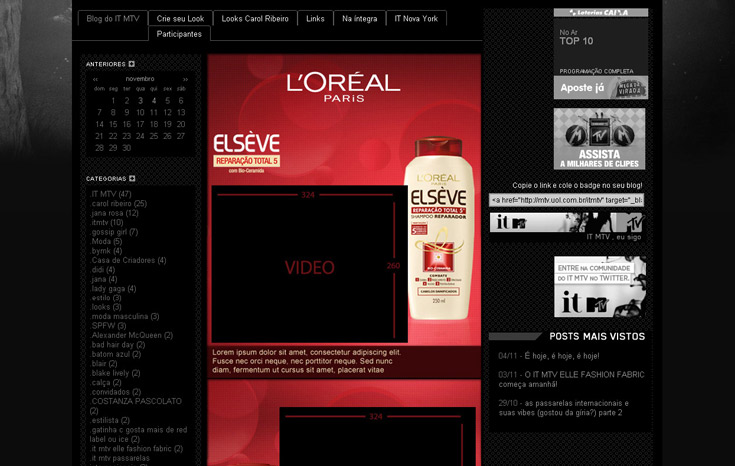 Blog do IT MTV
Crie seu Look
Looks Carol Ribeiro
Links
Na íntegra
IT Nova York
Participantes
ANTERIORES
‹‹ novembro ››
dom seg ter qua qui sex sáb
1 2 3 4 5 6
7 8 9 10 11 12 13
14 15 16 17 18 19 20
21 22 23 24 25 26 27
28 29 30
CATEGORIAS
.IT MTV (47)
.carol ribeiro (25)
.jana rosa (12)
.itmtv (10)
.gossip girl (7)
.Moda (5)
.bymk (4)
.Casa de Criadores (4)
.didi (4)
.jana (4)
.lady gaga (4)
.estilo (3)
.looks (3)
.moda masculina (3)
.SPFW (3)
.Alexander McQueen (2)
.bad hair day (2)
.batom azul (2)
.blair (2)
.blake lively (2)
.calça (2)
.convidados (2)
.COSTANZA PASCOLATO
(2)
.estilista (2)
.gatinha c gosta mais de red
label ou ice (2)
.it mtv elle fashion fabric (2)
.it mtv passarelas
L'ORÉAL
PARIS
ELSÈVE
REPARAÇÃO TOTAL 5
com Bio-Ceramida
324
VIDEO
260
L'ORÉAL
PARIS
ELSÈVE
REPARAÇÃO TOTAL 5
SHAMPOO REPARADOR
COMBATE
CABELOS DANIFICADOS
250 ml
Lorem ipsum dolor sit amet, consectetur adipiscing elit.
Fusce nec orci neque, nec porttitor neque. Sed nunc
diam, fermentum ut cursus sit amet, placerat vitae
324
Loterias CAIXA
No Ar
TOP 10
PROGRAMAÇÃO COMPLETA
Aposte já
MEGA DA
VIRADA
ASSISTA
A MILHARES DE CLIPES
Copie o link e cole o badge no seu blog!
<a href="http://mtv.uol.com.br/itmtv" target="_bl
it
IT MTV , eu sigo
ENTRE NA COMUNIDADE
DO IT MTV NO TWITTER.
it
POSTS MAIS VISTOS
04/11 - É hoje, é hoje, é hoje!
03/11 - O IT MTV ELLE FASHION FABRIC
começa amanhã!
29/10 - as passarelas internacionais e
suas vibes (gostou da gíria?) parte 2